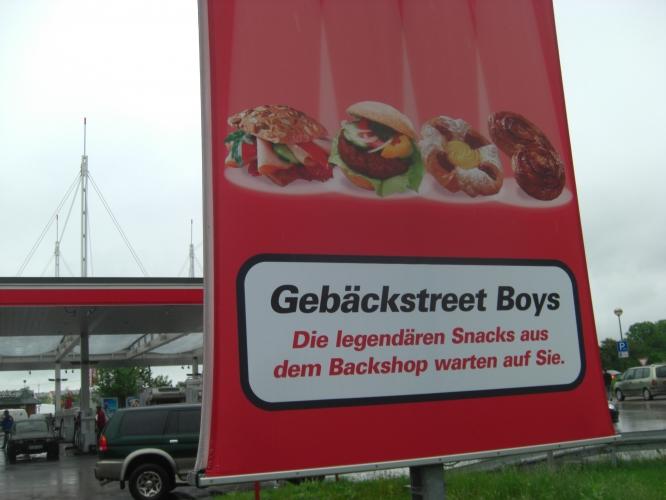 Gebäckstreet Boys
Die legendären Snacks aus
dem Backshop warten auf Sie.
P